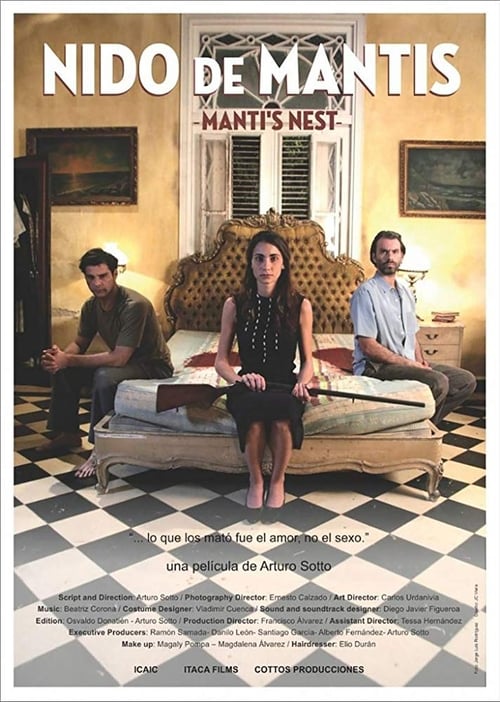 NIDO DE MANTIS
-MANTI'S NEST-
"... lo que los mató fue el amor, no el sexo."
una película de Arturo Sotto
Script and Direction: Arturo Sotto / Photography Director: Ernesto Calzado / Art Director: Carlos Urdanivia
Music: Beatriz Corona / Costume Designer: Vladimir Cuenca / Sound and soundtrack designer: Diego Javier Figueroa
Edition: Osvaldo Donatién - Arturo Sotto / Production Director: Francisco Álvarez / Assistant Director: Tessa Hernández
Executive Producers: Ramón Samada- Danilo León- Santiago García- Alberto Fernández- Arturo Sotto
Make up: Magaly Pompa – Magdalena Álvarez / Hairdresser: Elio Durán
ICAIC ITACA FILMS COTTOS PRODUCCIONES